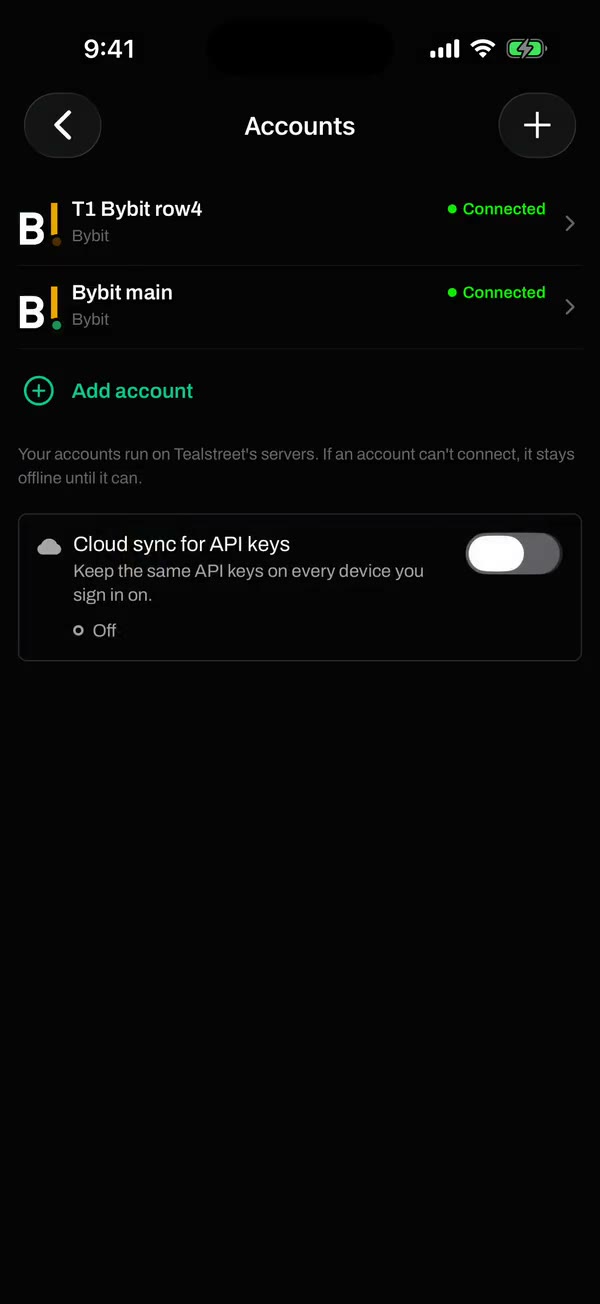 9:41
Accounts
T1 Bybit row4
Connected
Bybit
Bybit main
Connected
Bybit
Add account
Your accounts run on Tealstreet's servers. If an account can't connect, it stays
offline until it can.
Cloud sync for API keys
Keep the same API keys on every device you
sign in on.
Off